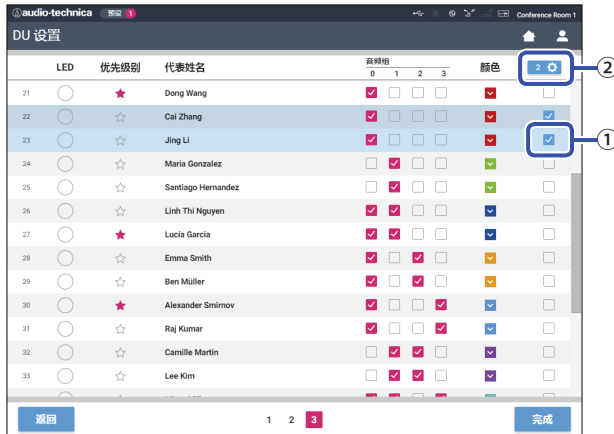 audio-technica 预设 1 Conference Room 1
DU 设置
LED 优先级别 代表姓名 音频组 颜色 2
0 1 2 3
②
21 Dong Wang
22 Cai Zhang
23 Jing Li
①
24 Maria Gonzalez
25 Santiago Hernandez
26 Linh Thi Nguyen
27 Lucía García
28 Emma Smith
29 Ben Müller
30 Alexander Smirnov
31 Raj Kumar
32 Camille Martin
33 Lee Kim
返回 1 2 3 完成